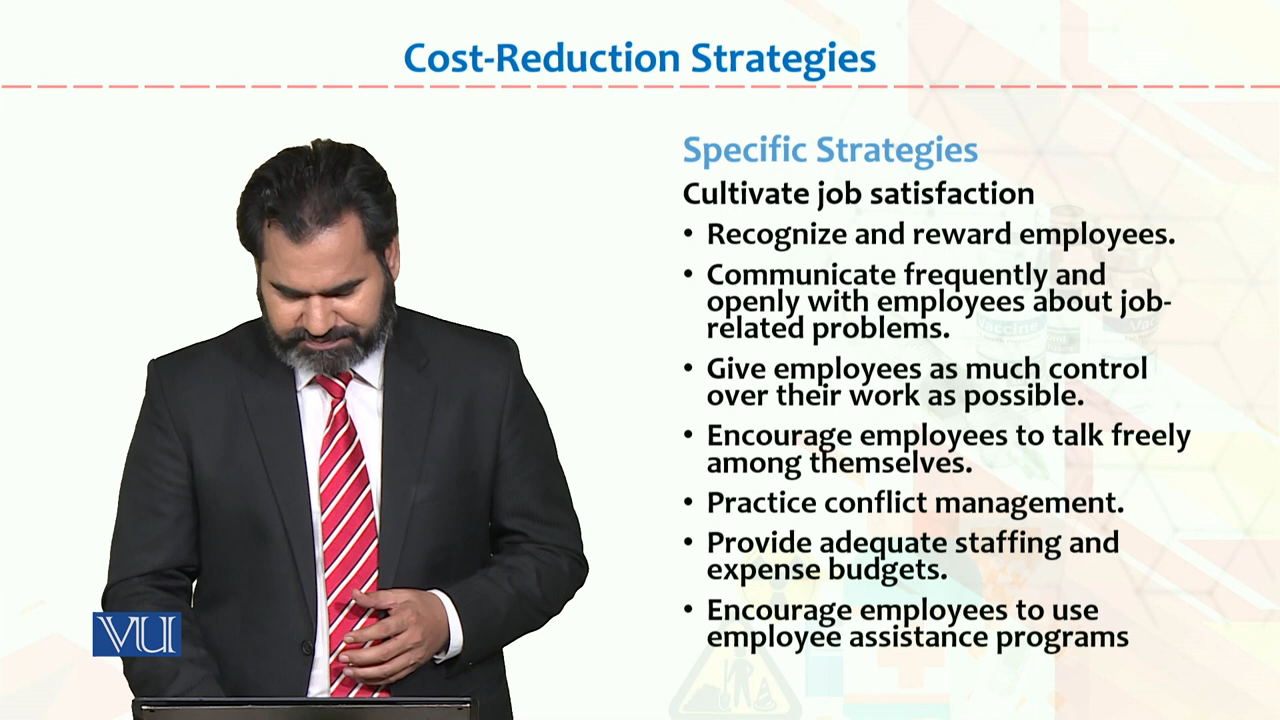 Cost-Reduction Strategies
Specific Strategies
Cultivate job satisfaction
• Recognize and reward employees.
• Communicate frequently and
openly with employees about job-
related problems.
• Give employees as much control
over their work as possible.
• Encourage employees to talk freely
among themselves.
• Practice conflict management.
• Provide adequate staffing and
expense budgets.
• Encourage employees to use
employee assistance programs
VU
Vaccine